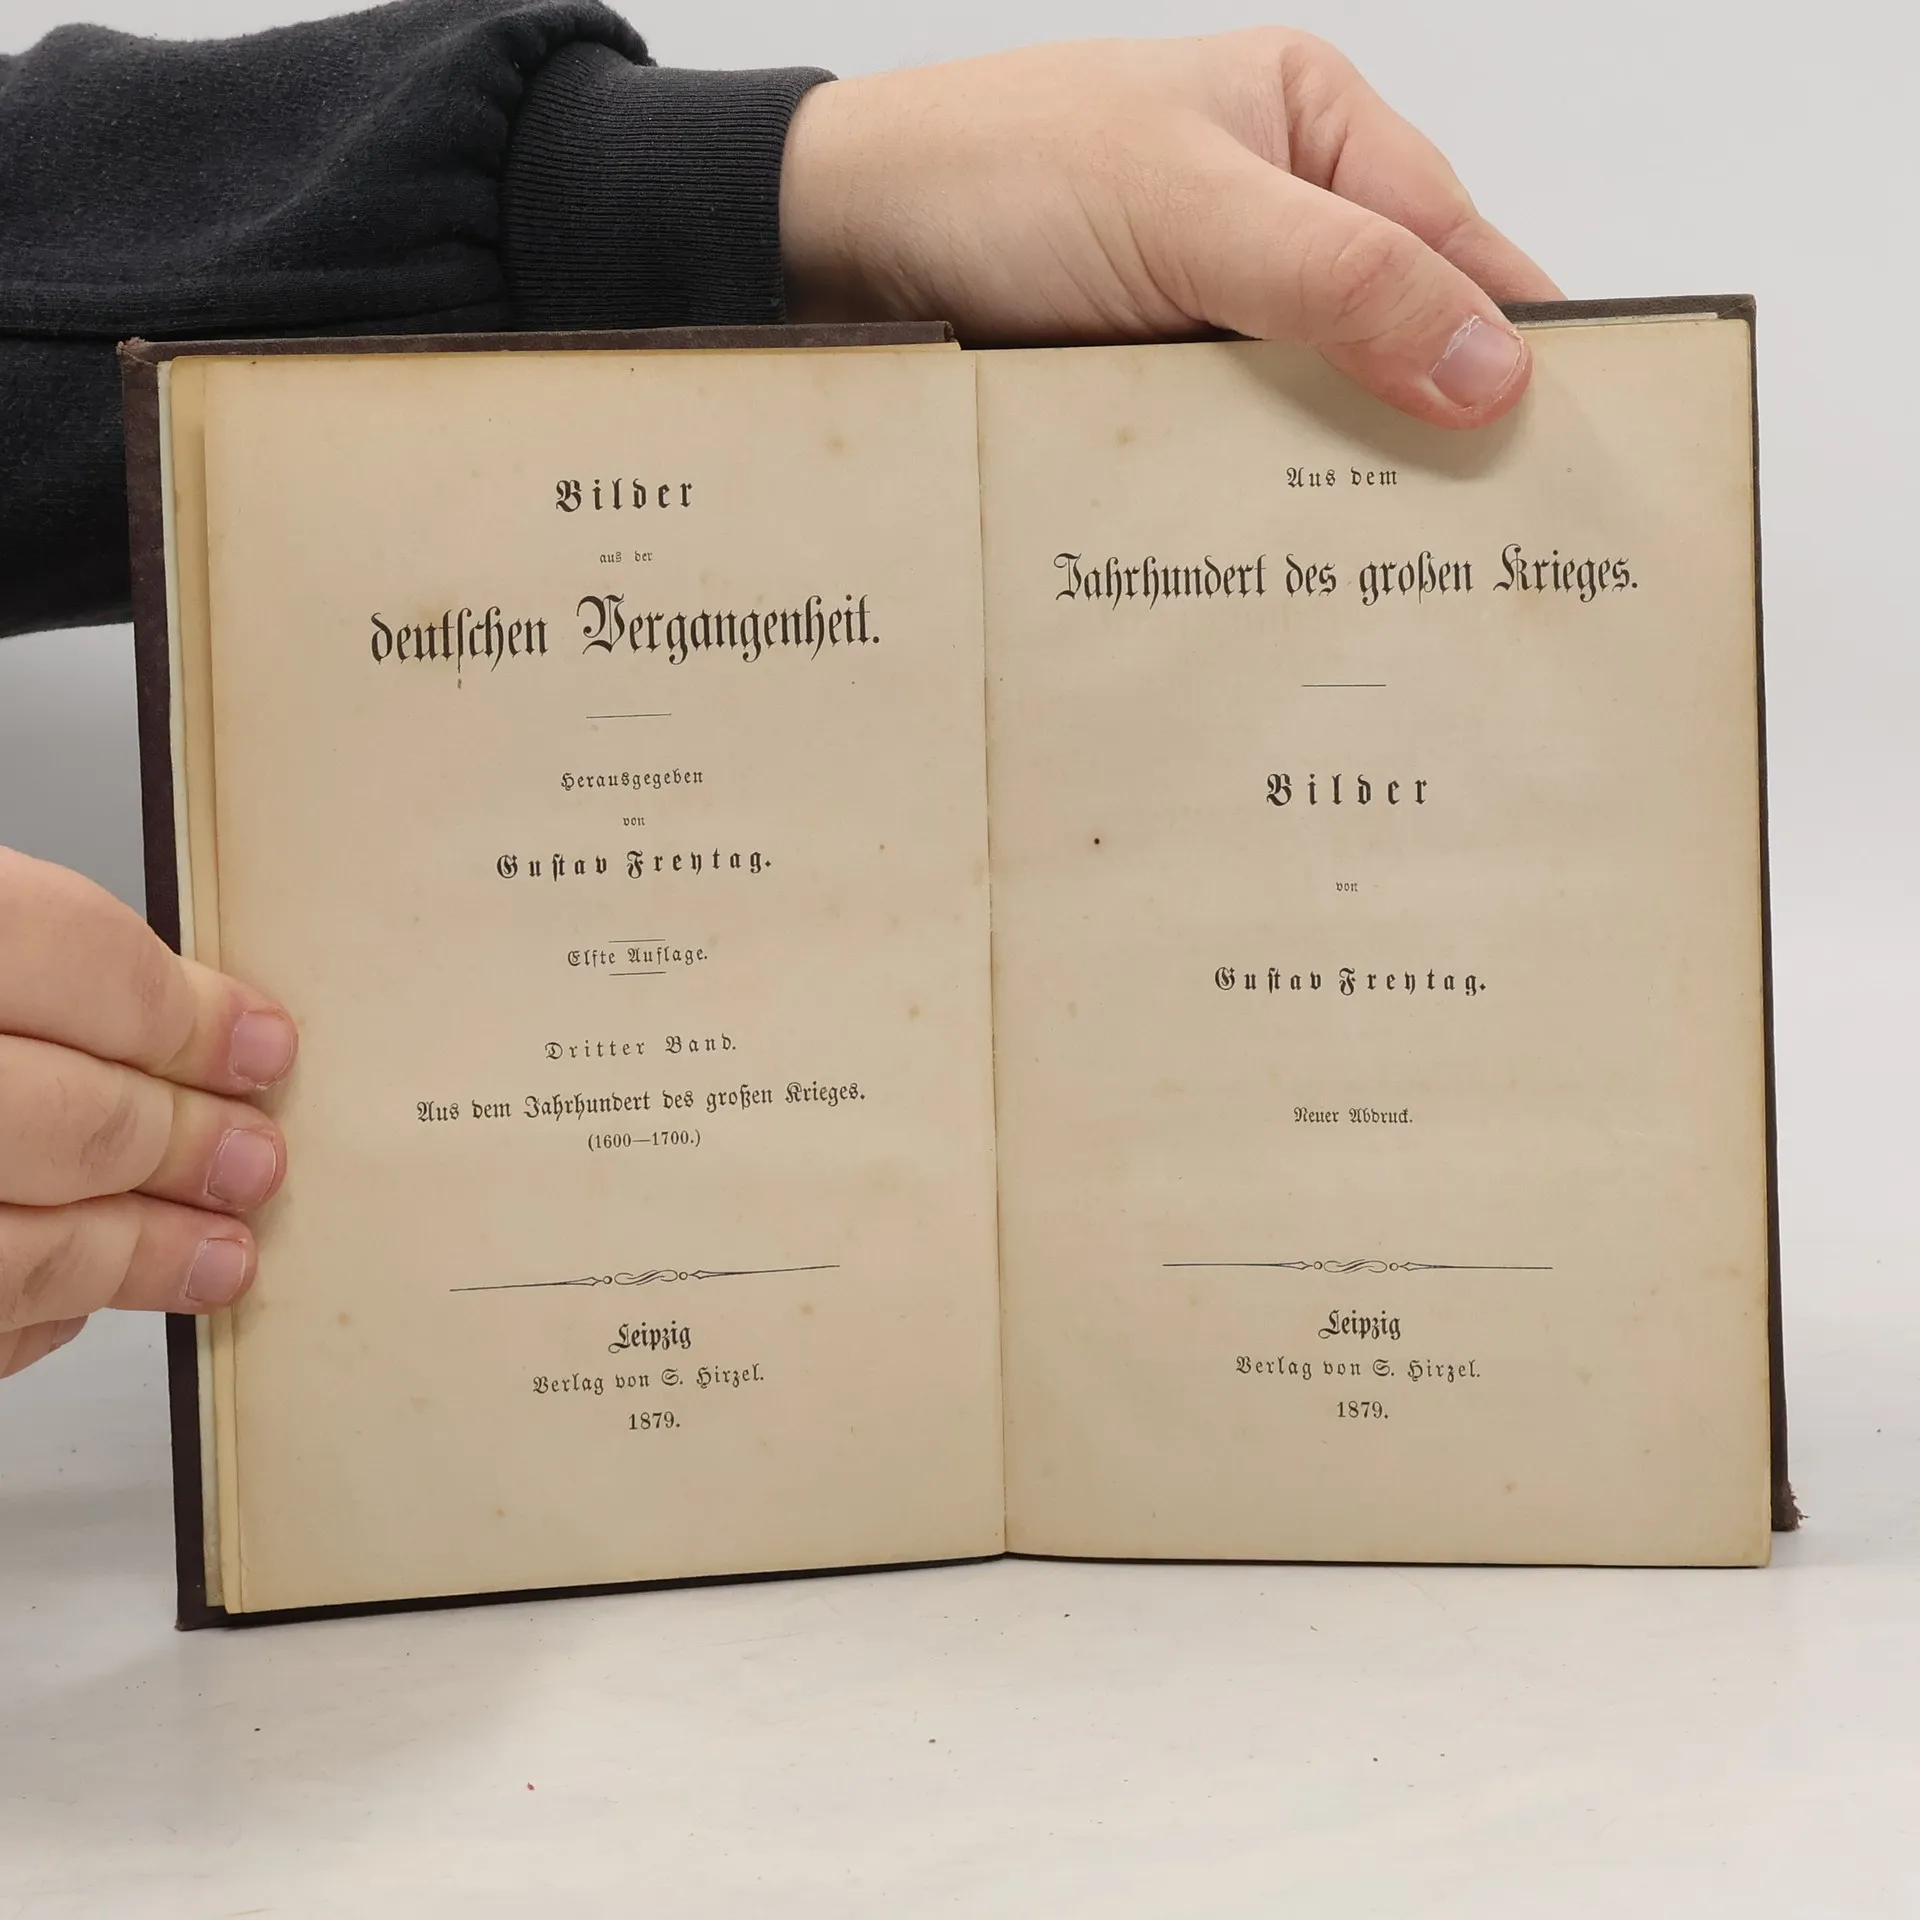 Bilder
aus der
deutschen Vergangenheit.
Herausgegeben
von
Gustav Freytag.
Elfte Auflage.
Dritter Band.
Aus dem Jahrhundert des großen Krieges.
(1600—1700.)
Leipzig
Verlag von S. Hirzel.
1879.
Aus dem
Jahrhundert des großen Krieges.
Bilder
von
Gustav Freytag.
Neuer Abdruck.
Leipzig
Verlag von S. Hirzel.
1879.